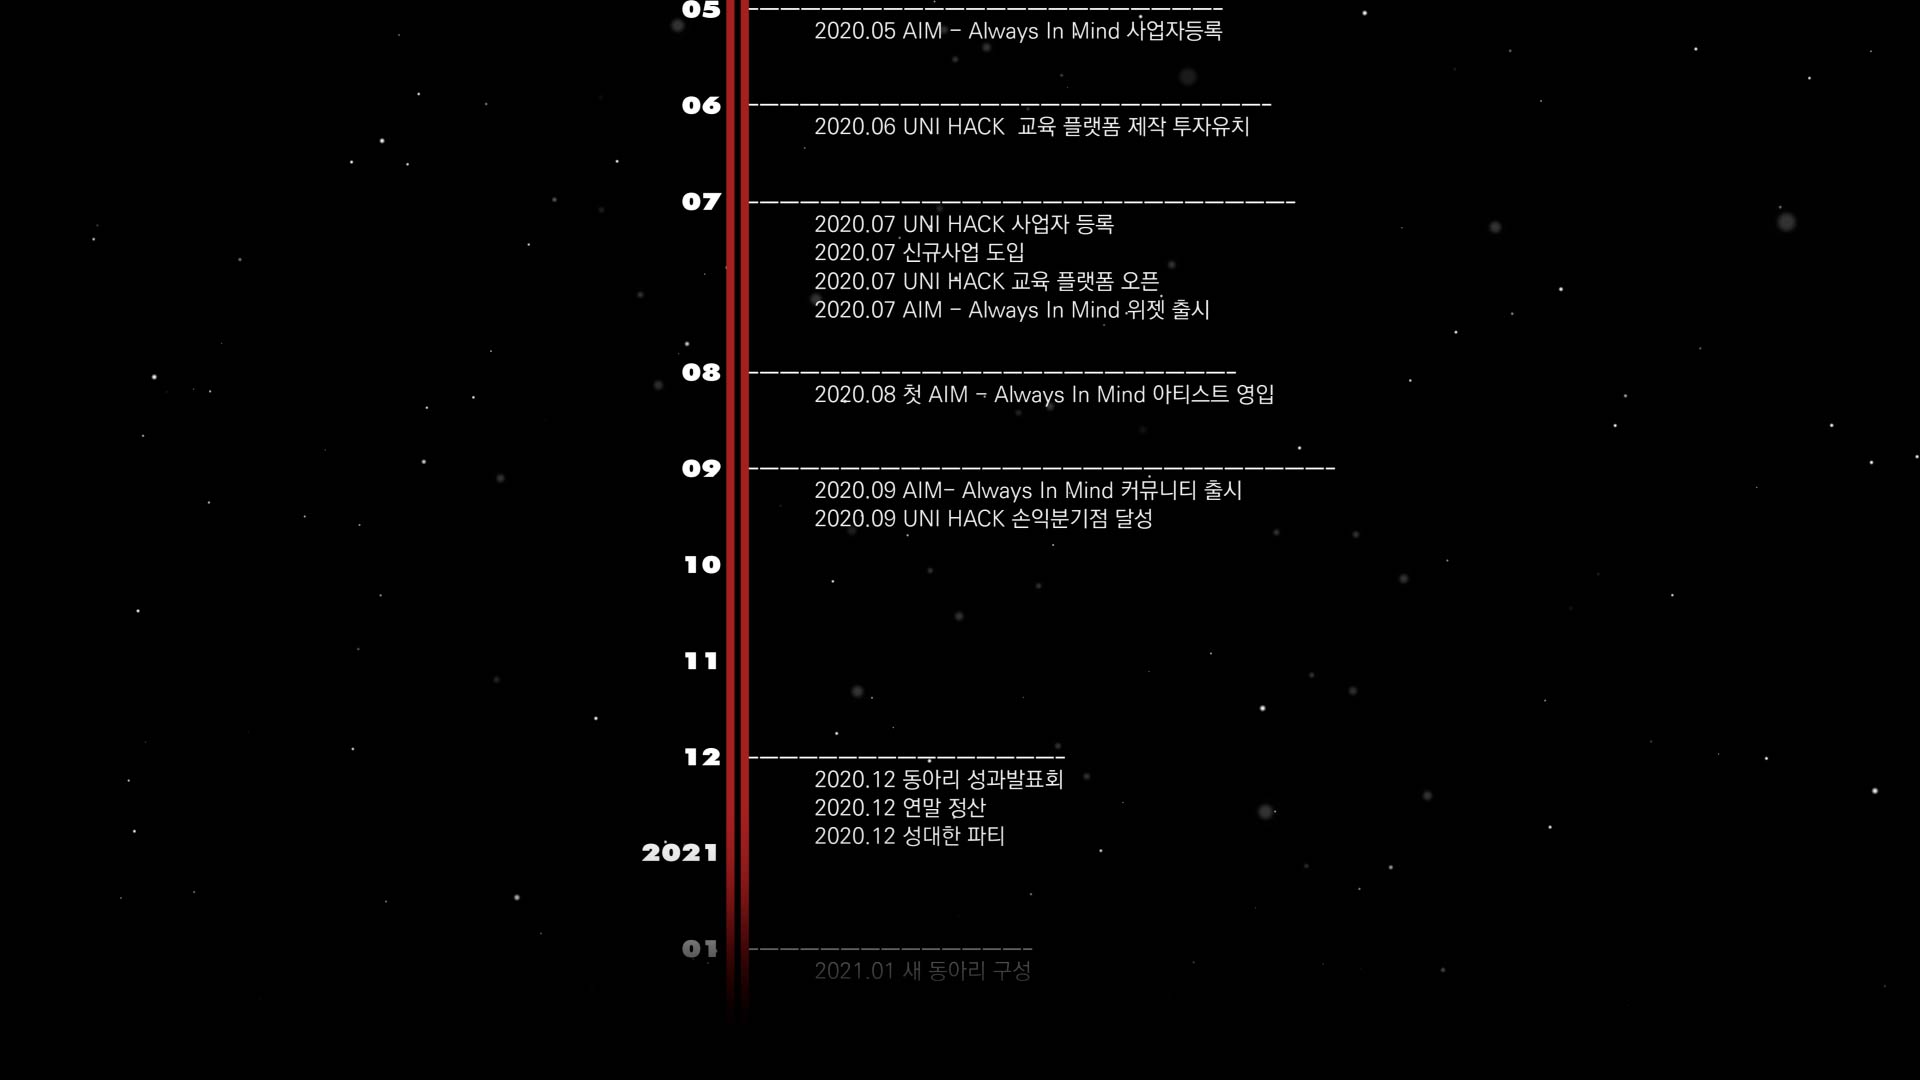 05
2020.05 AIM - Always In Mind 사업자등록
06
2020.06 UNI HACK 교육 플랫폼 제작 투자유치
07
2020.07 UNI HACK 사업자 등록
2020.07 신규사업 도입
2020.07 UNI HACK 교육 플랫폼 오픈
2020.07 AIM - Always In Mind 위젯 출시
08
2020.08 첫 AIM - Always In Mind 아티스트 영입
09
2020.09 AIM- Always In Mind 커뮤니티 출시
2020.09 UNI HACK 손익분기점 달성
10
11
12
2020.12 동아리 성과발표회
2020.12 연말 정산
2020.12 성대한 파티
2021
01
2021.01 새 동아리 구성